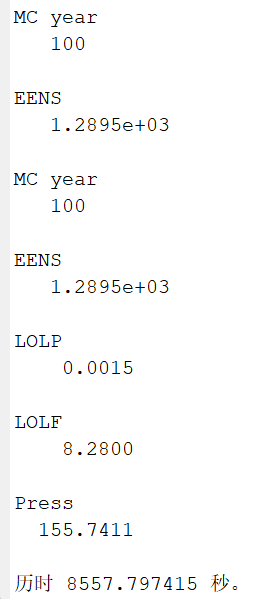 MC year
100
EENS
1.2895e+03
MC year
100
EENS
1.2895e+03
LOLP
0.0015
LOLF
8.2800
Press
155.7411
历时 8557.797415 秒。